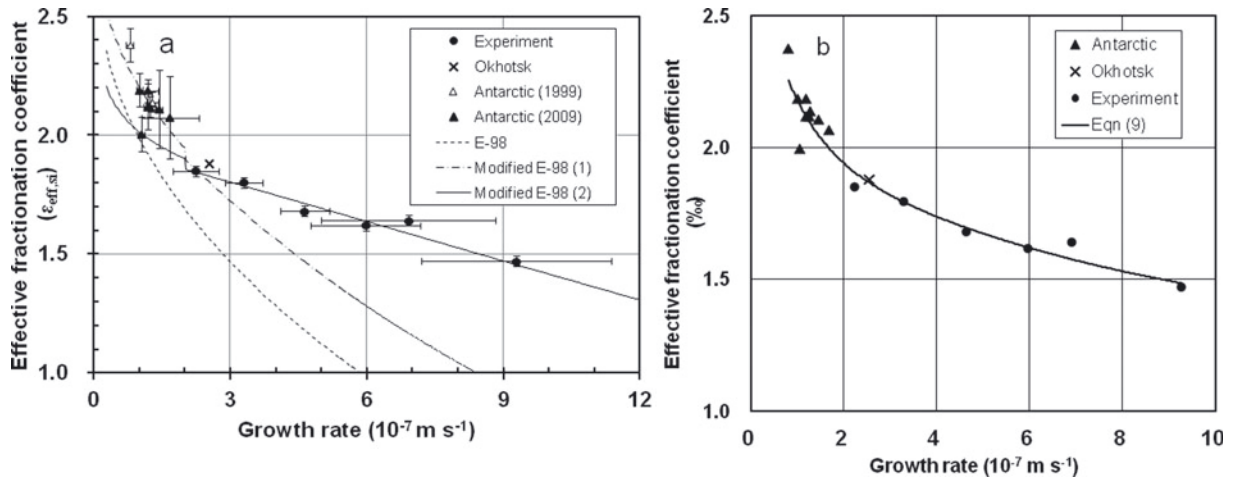 Effective fractionation coefficient
(ε_eff,si)
2.5
2.0
1.5
1.0
a
Experiment
Okhotsk
Antarctic (1999)
Antarctic (2009)
E-98
Modified E-98 (1)
Modified E-98 (2)
0 3 6 9 12
Growth rate (10⁻⁷ m s⁻¹)
Effective fractionation coefficient
(‰)
2.5
2.0
1.5
1.0
b
Antarctic
Okhotsk
Experiment
Eqn (9)
0 2 4 6 8 10
Growth rate (10⁻⁷ m s⁻¹)